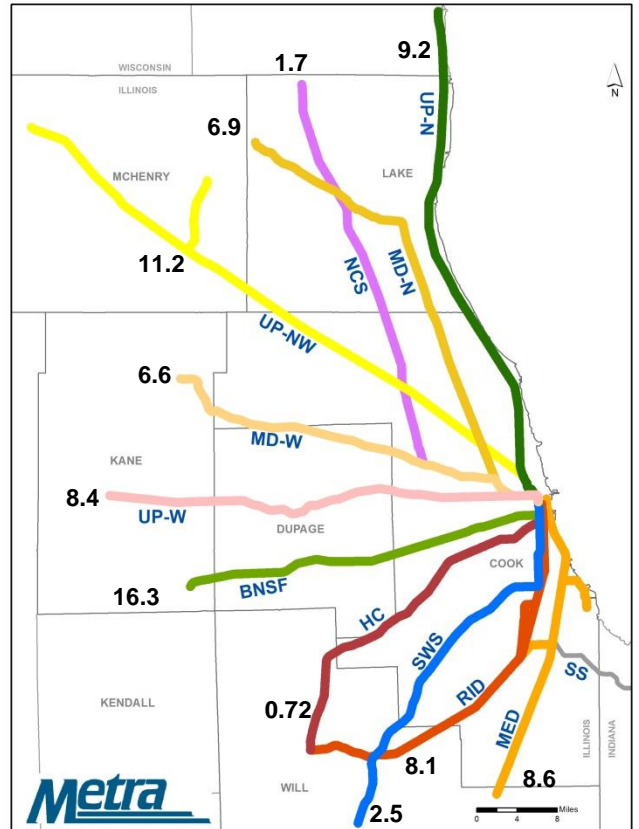 9.2
1.7
WISCONSIN
ILLINOIS
N
UP-N
6.9
MCHENRY
LAKE
11.2
NCS
MD-N
UP-NW
6.6
MD-W
KANE
8.4
UP-W
DUPAGE
COOK
16.3
BNSF
HC
SWS
SS
RID
KENDALL
0.72
MED
ILLINOIS
INDIANA
8.1
8.6
WILL
Metra
2.5
0 2 4 8 Miles